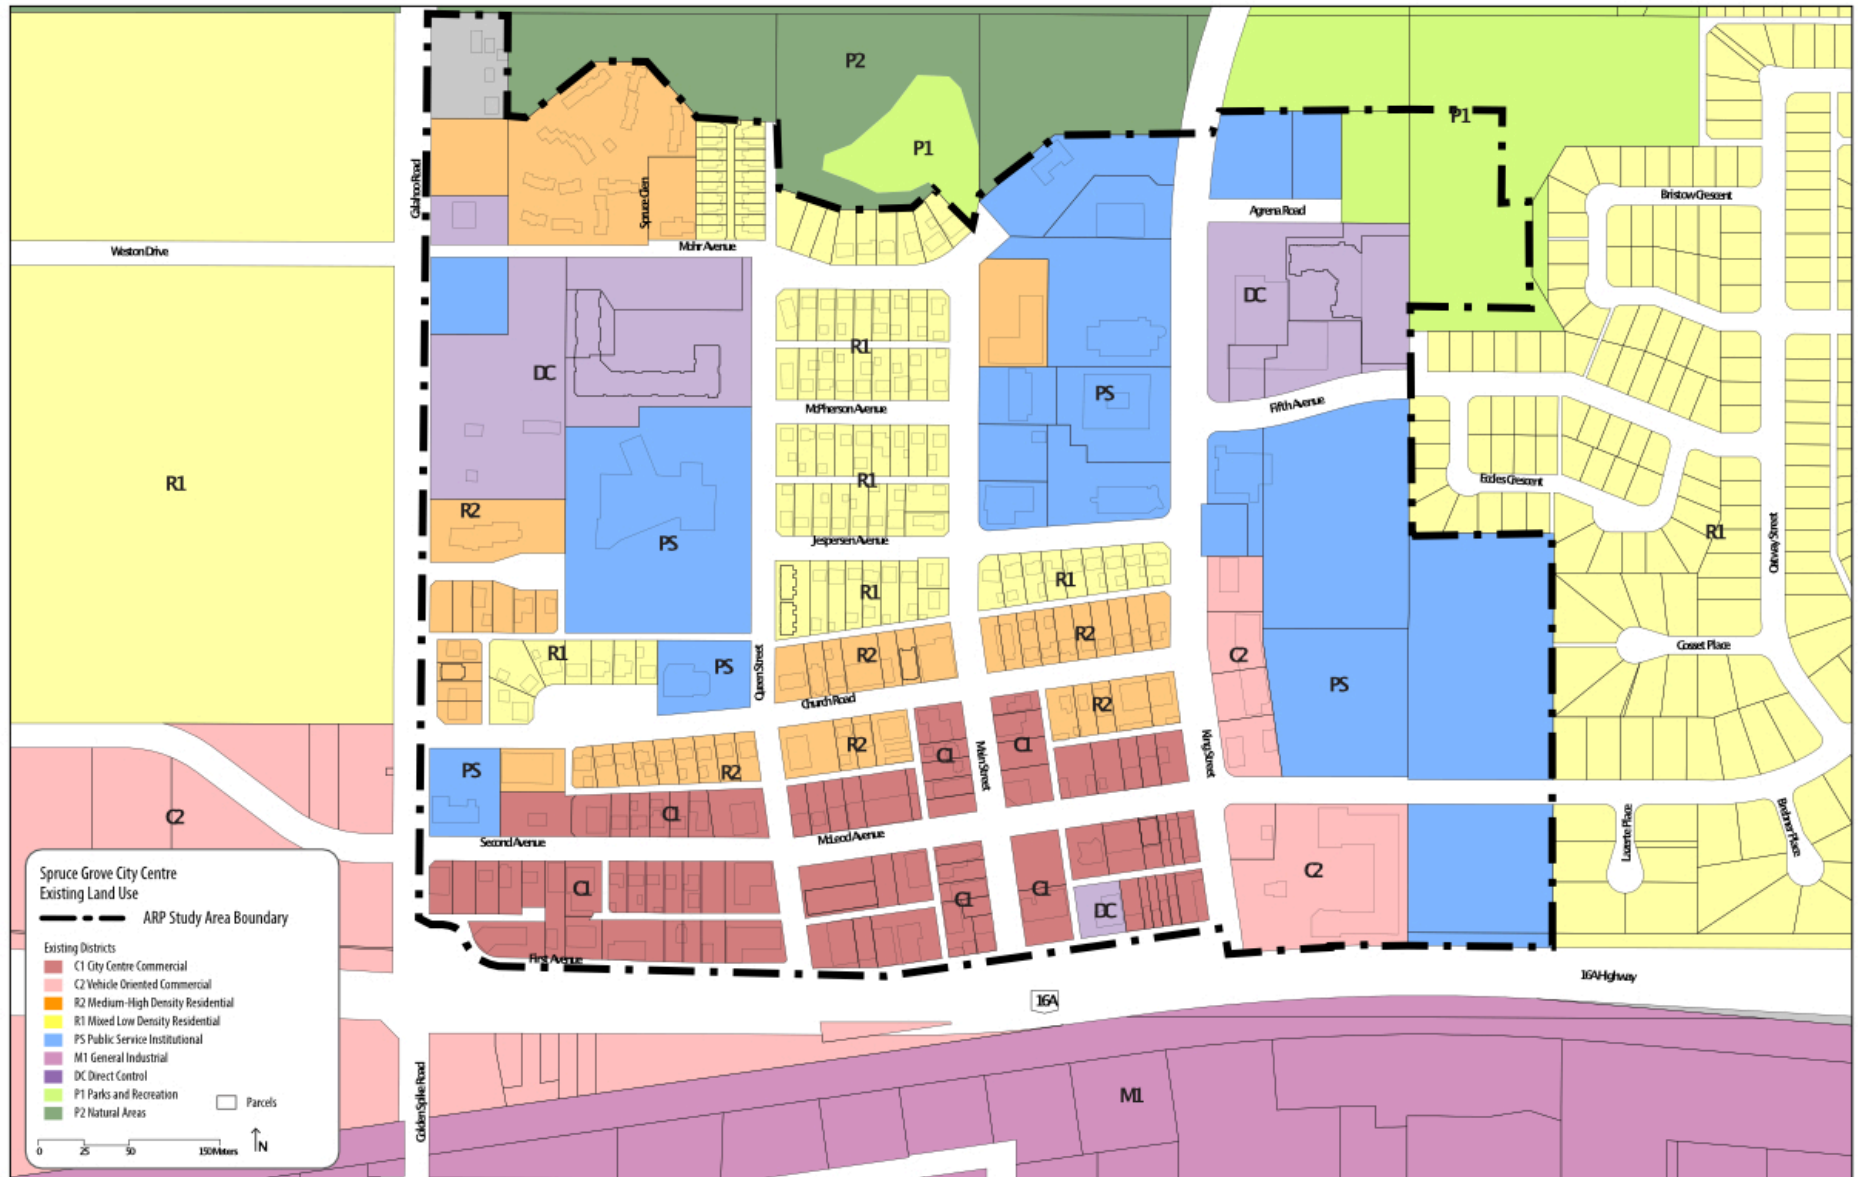 P2
P1
P1
Calahoo Road
Spruce Glen
Bristow Crescent
Agrena Road
Weston Drive
Mohr Avenue
DC
R1
DC
PS
McPherson Avenue
Fifth Avenue
R1
R1
Eccles Crescent
R2
PS
Jespersen Avenue
R1
Oatway Street
R1
R1
R2
R1
PS
Queen Street
R2
C2
PS
Cosset Place
Church Road
R2
R2
C1
Main Street
C1
King Street
PS
R2
C2
C1
Second Avenue
McLeod Avenue
Lazerte Place
Brebner Place
C1
C1
C1
DC
C2
First Avenue
16A Highway
16A
M1
Golden Spike Road
Spruce Grove City Centre
Existing Land Use
ARP Study Area Boundary
Existing Districts
C1 City Centre Commercial
C2 Vehicle Oriented Commercial
R2 Medium-High Density Residential
R1 Mixed Low Density Residential
PS Public Service Institutional
M1 General Industrial
DC Direct Control
P1 Parks and Recreation
P2 Natural Areas
Parcels
0 25 50 150 Meters
N